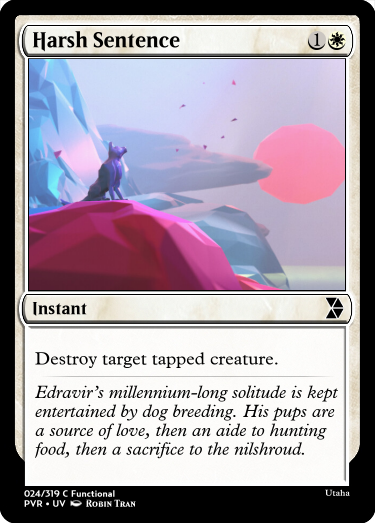 Harsh Sentence 1
Instant
Destroy target tapped creature.
Edravir's millennium-long solitude is kept
entertained by dog breeding. His pups are
a source of love, then an aide to hunting
food, then a sacrifice to the nilshroud.
024/319 C Functional Utaha
PVR • UV Robin Tran